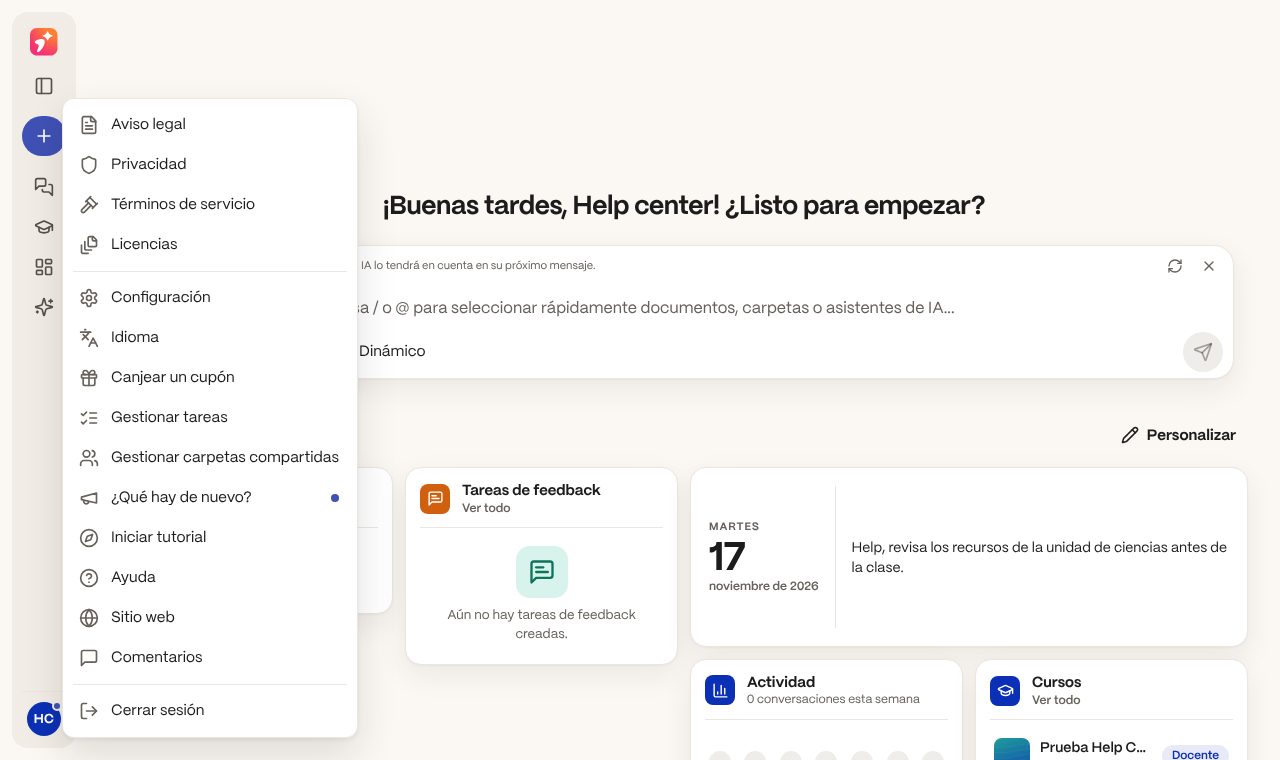 Aviso legal
Privacidad
Términos de servicio
Licencias
Configuración
Idioma
Canjear un cupón
Gestionar tareas
Gestionar carpetas compartidas
¿Qué hay de nuevo?
Iniciar tutorial
Ayuda
Sitio web
Comentarios
Cerrar sesión
HC
¡Buenas tardes, Help center! ¿Listo para empezar?
IA lo tendrá en cuenta en su próximo mensaje.
/ o @ para seleccionar rápidamente documentos, carpetas o asistentes de IA...
Dinámico
Personalizar
Tareas de feedback
Ver todo
Aún no hay tareas de feedback
creadas.
MARTES
17
noviembre de 2026
Help, revisa los recursos de la unidad de ciencias antes de
la clase.
Actividad
0 conversaciones esta semana
Cursos
Ver todo
Prueba Help C...
Docente